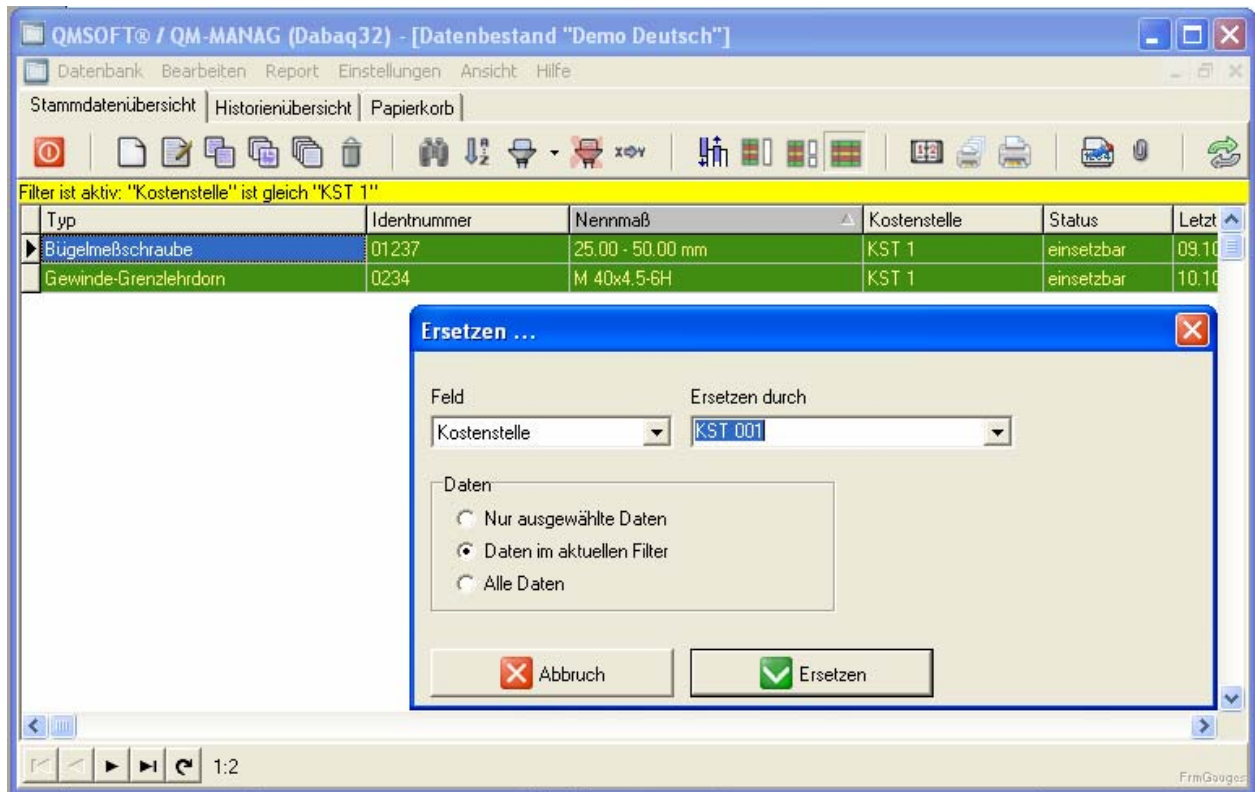 QMSOFT® / QM-MANAG (Dabaq32) - [Datenbestand "Demo Deutsch"]
Datenbank Bearbeiten Report Einstellungen Ansicht Hilfe
Stammdatenübersicht Historienübersicht Papierkorb
Filter ist aktiv: "Kostenstelle" ist gleich "KST 1"
Typ Identnummer Nennmaß Kostenstelle Status Letzt
Bügelmeßschraube 01237 25.00 - 50.00 mm KST 1 einsetzbar 09.10
Gewinde-Grenzlehrdorn 0234 M 40x4.5-6H KST 1 einsetzbar 10.10
Ersetzen ...
Feld Ersetzen durch
Kostenstelle KST 001
Daten
Nur ausgewählte Daten
Daten im aktuellen Filter
Alle Daten
Abbruch Ersetzen
1:2
FrmGauges